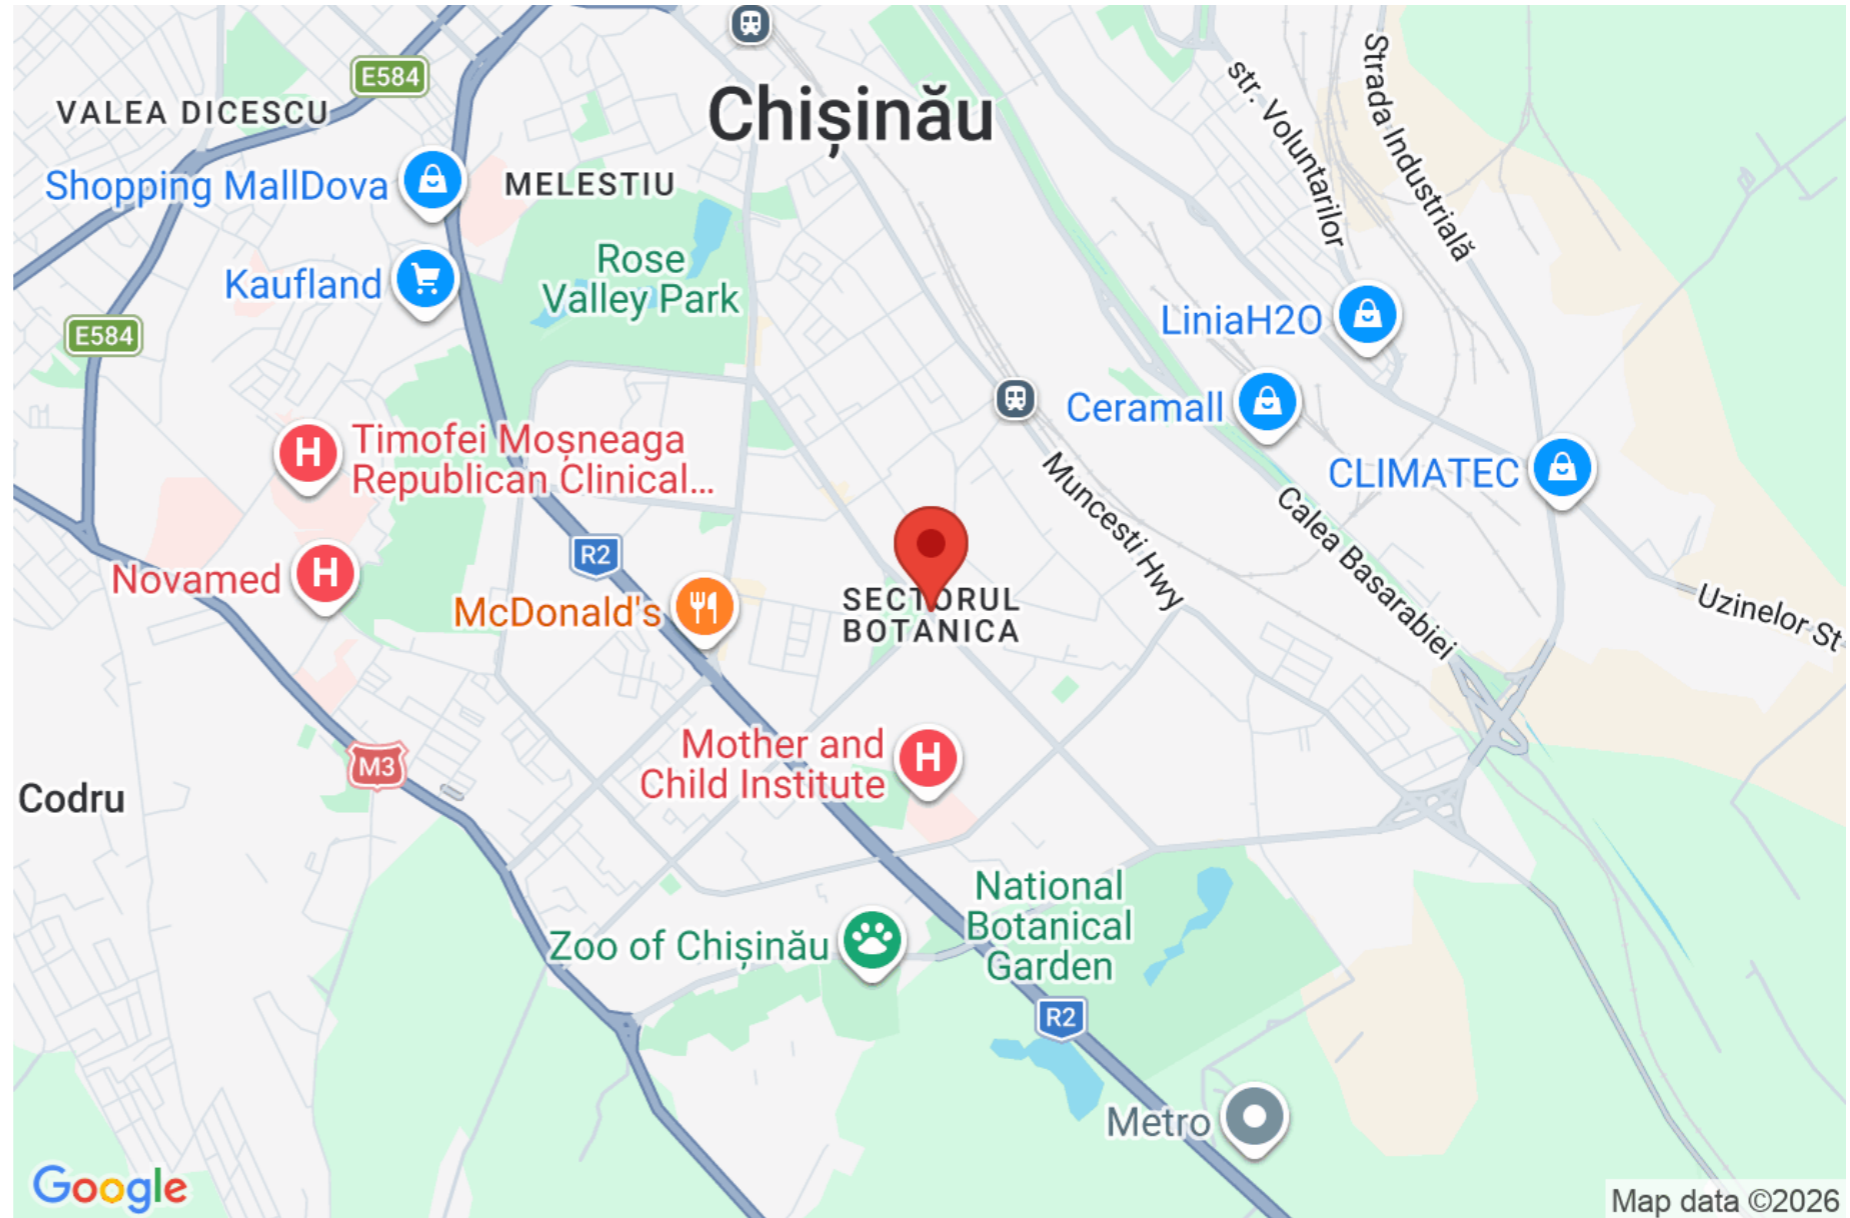 E584
VALEA DICESCU
Chișinău
str. Voluntarilor
Strada Industrială
Shopping MallDova
MELESTIU
Rose
Valley Park
Kaufland
E584
LiniaH2O
Ceramall
Timofei Moșneaga
Republican Clinical...
CLIMATEC
Muncesti Hwy
Calea Basarabiei
R2
Novamed
McDonald's
SECTORUL
BOTANICA
Uzinelor St
Mother and
Child Institute
M3
Codru
National
Botanical
Garden
Zoo of Chișinău
R2
Metro
Google
Map data ©2026